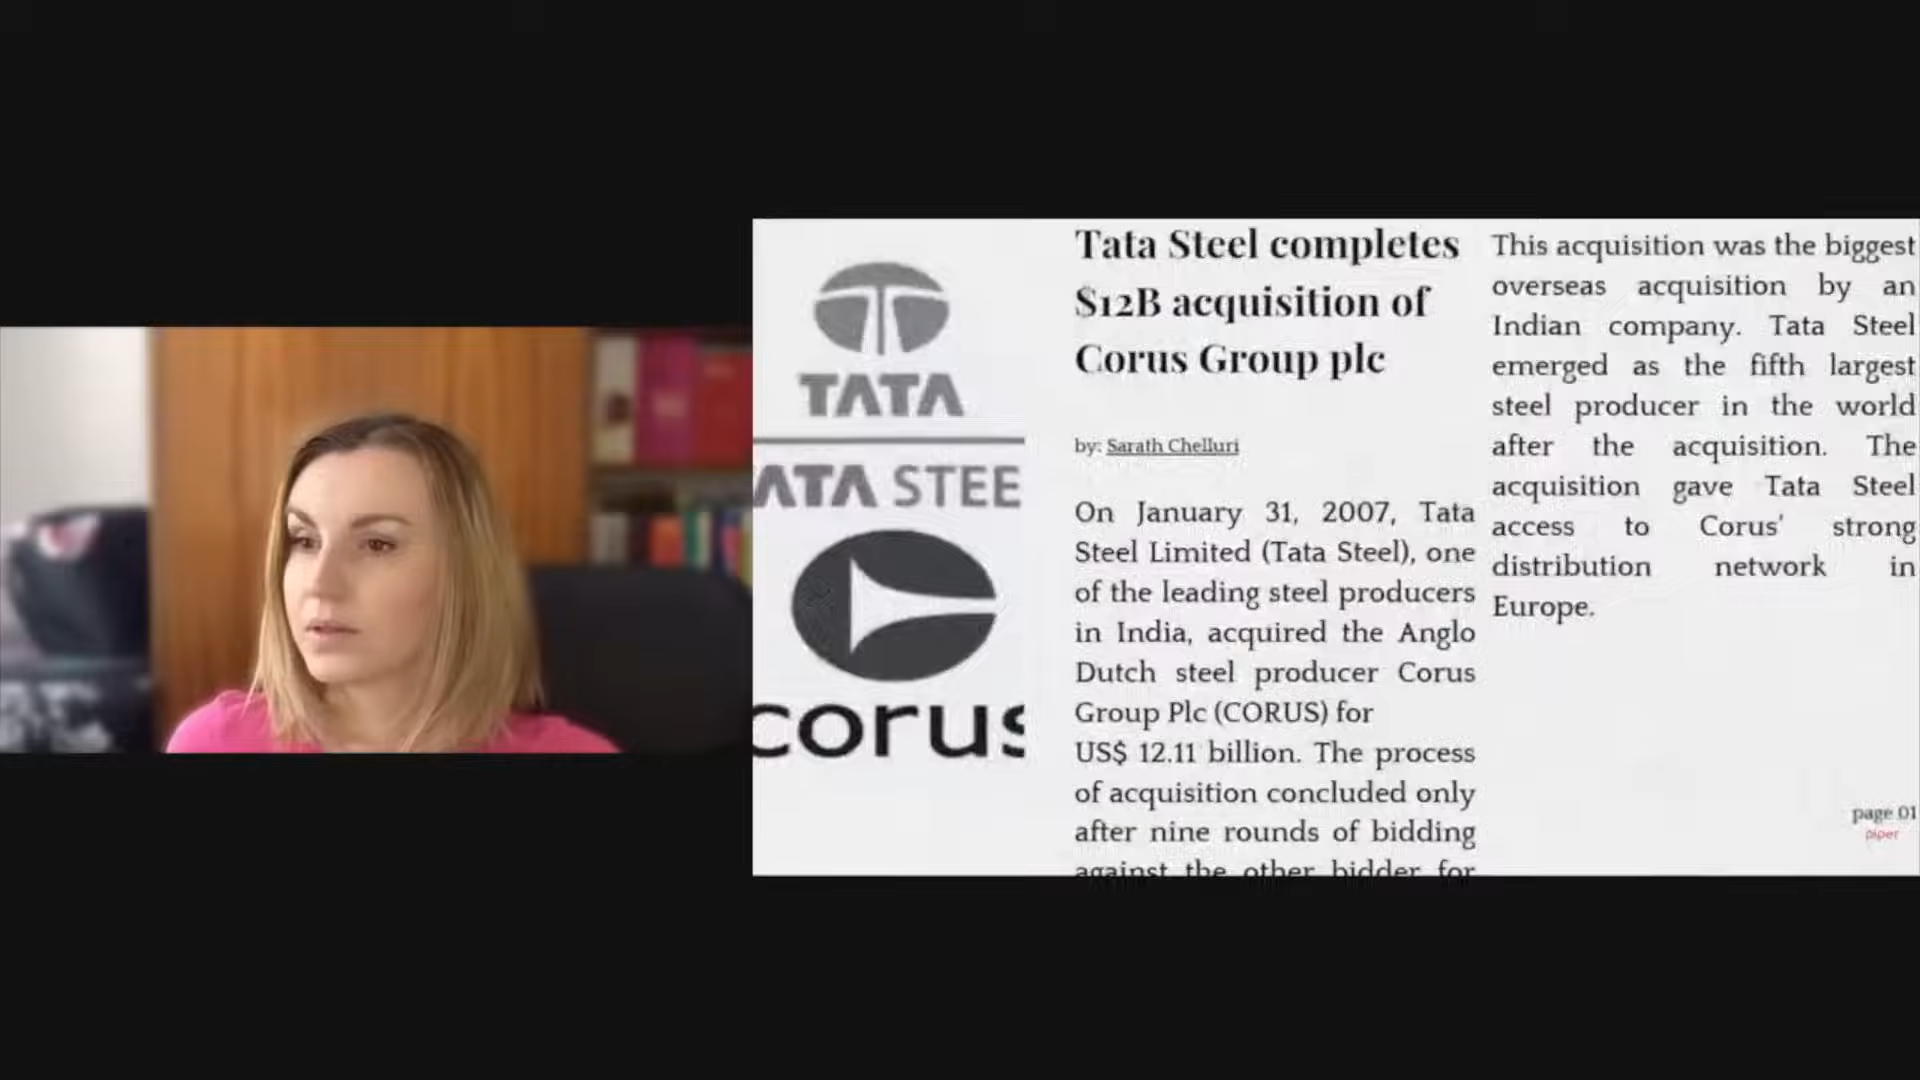 TATA
TATA STEE
corus
Tata Steel completes
$12B acquisition of
Corus Group plc
by: Sarath Chelluri
On January 31, 2007, Tata
Steel Limited (Tata Steel), one
of the leading steel producers
in India, acquired the Anglo
Dutch steel producer Corus
Group Plc (CORUS) for
US$ 12.11 billion. The process
of acquisition concluded only
after nine rounds of bidding
against the other bidder for
This acquisition was the biggest
overseas acquisition by an
Indian company. Tata Steel
emerged as the fifth largest
steel producer in the world
after the acquisition. The
acquisition gave Tata Steel
access to Corus' strong
distribution network in
Europe.
page 01
piper